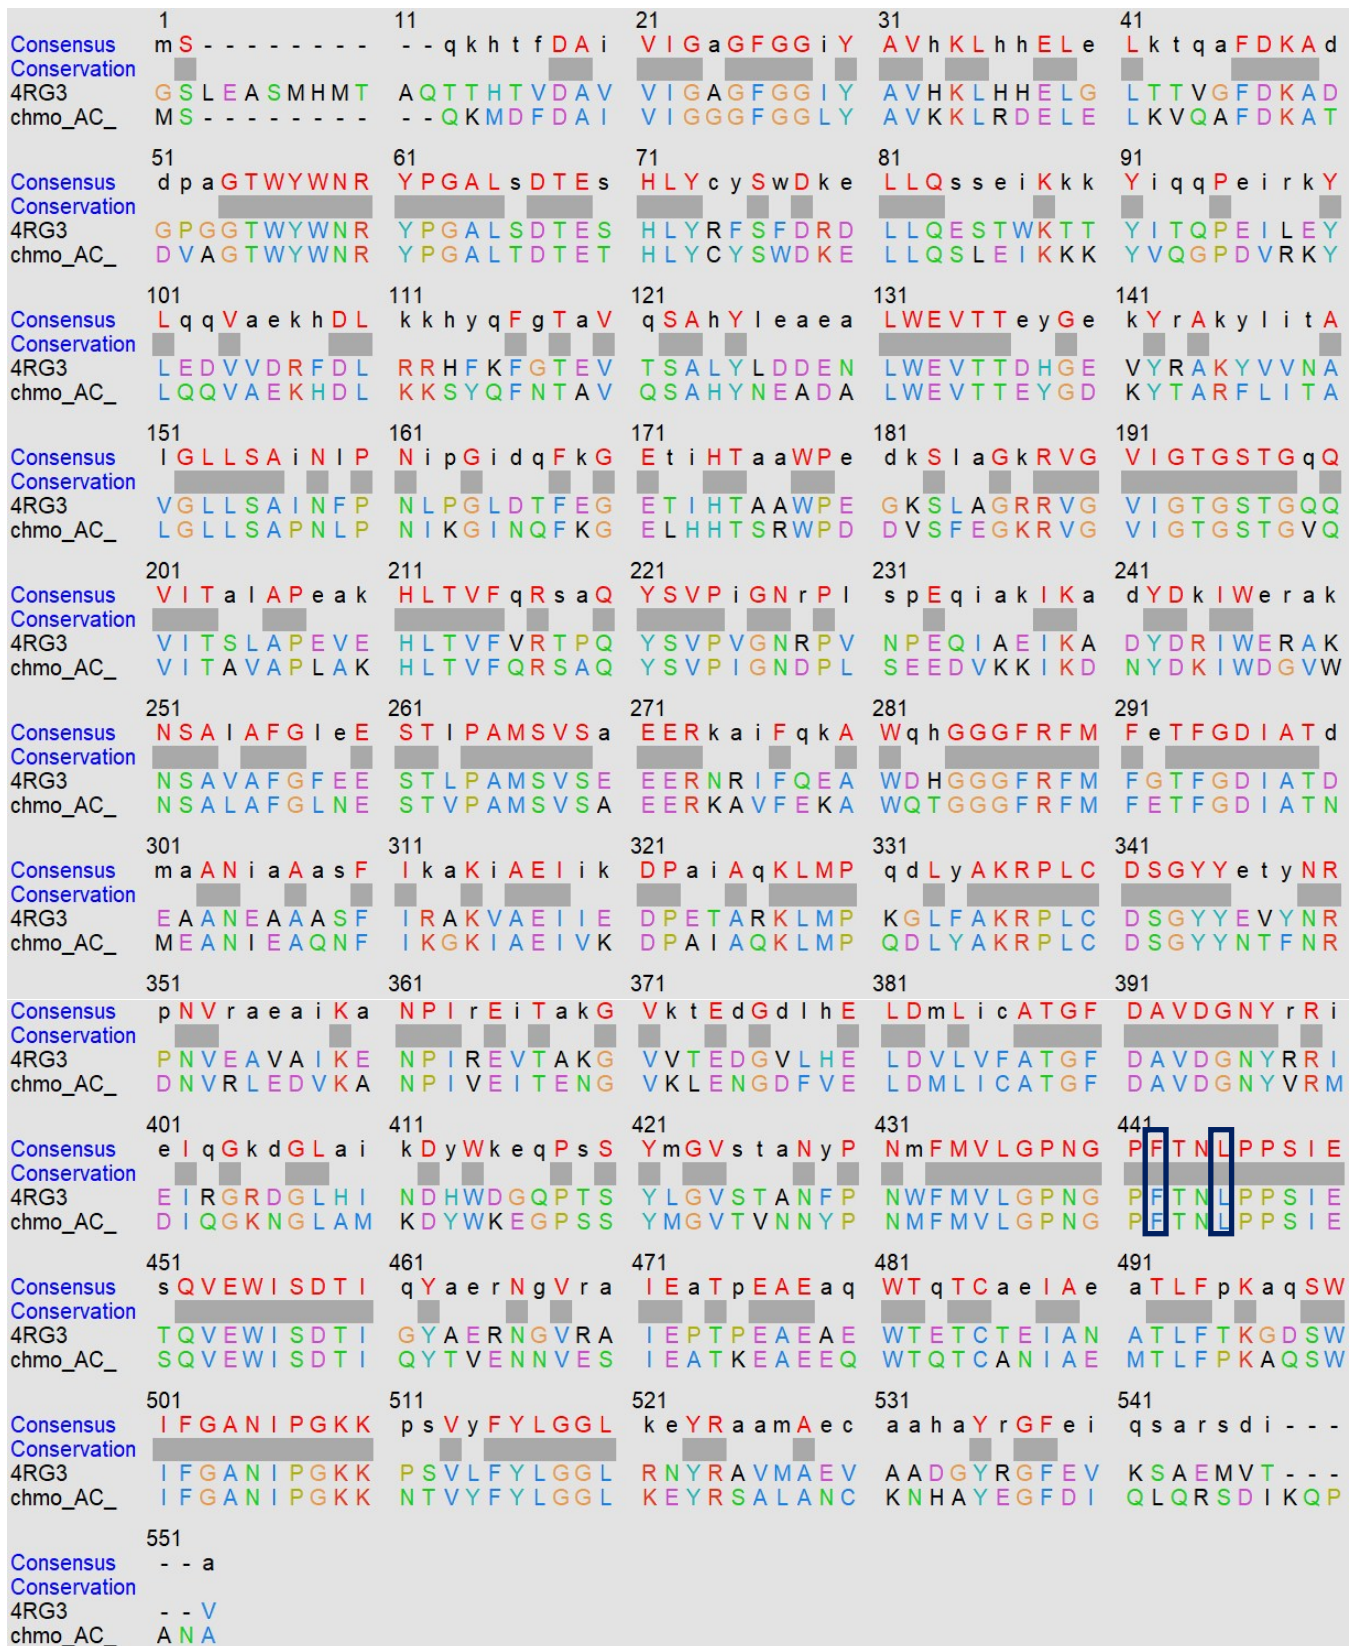 1 11 21 31 41
Consensus m S - - - - - - - - - - q k h t f D A i V I G a G F G G i Y A V h K L h h E L e L k t q a F D K A d
Conservation
4RG3 G S L E A S M H M T A Q T T H T V D A V V I G A G F G G I Y A V H K L H H E L G L T T V G F D K A D
chmo_AC_ M S - - - - - - - - - - Q K M D F D A I V I G G G F G G L Y A V K K L R D E L E L K V Q A F D K A T
51 61 71 81 91
Consensus d p a G T W Y W N R Y P G A L s D T E s H L Y c y S w D k e L L Q s s e i K k k Y i q q P e i r k Y
Conservation
4RG3 G P G G T W Y W N R Y P G A L S D T E S H L Y R F S F D R D L L Q E S T W K T T Y I T Q P E I L E Y
chmo_AC_ D V A G T W Y W N R Y P G A L T D T E T H L Y C Y S W D K E L L Q S L E I K K K Y V Q G P D V R K Y
101 111 121 131 141
Consensus L q q V a e k h D L k k h y q F g T a V q S A h Y l e a e a L W E V T T e y G e k Y r A k y l i t A
Conservation
4RG3 L E D V V D R F D L R R H F K F G T E V T S A L Y L D D E N L W E V T T D H G E V Y R A K Y V V N A
chmo_AC_ L Q Q V A E K H D L K K S Y Q F N T A V Q S A H Y N E A D A L W E V T T E Y G D K Y T A R F L I T A
151 161 171 181 191
Consensus l G L L S A i N l P N i p G i d q F k G E t i H T a a W P e d k S l a G k R V G V I G T G S T G q Q
Conservation
4RG3 V G L L S A I N F P N L P G L D T F E G E T I H T A A W P E G K S L A G R R V G V I G T G S T G Q Q
chmo_AC_ L G L L S A P N L P N I K G I N Q F K G E L H H T S R W P D D V S F E G K R V G V I G T G S T G V Q
201 211 221 231 241
Consensus V I T a l A P e a k H L T V F q R s a Q Y S V P i G N r P l s p E q i a k I K a d Y D k I W e r a k
Conservation
4RG3 V I T S L A P E V E H L T V F V R T P Q Y S V P V G N R P V N P E Q I A E I K A D Y D R I W E R A K
chmo_AC_ V I T A V A P L A K H L T V F Q R S A Q Y S V P I G N D P L S E E D V K K I K D N Y D K I W D G V W
251 261 271 281 291
Consensus N S A l A F G l e E S T l P A M S V S a E E R k a i F q k A W q h G G G F R F M F e T F G D I A T d
Conservation
4RG3 N S A V A F G F E E S T L P A M S V S E E E R N R I F Q E A W D H G G G F R F M F G T F G D I A T D
chmo_AC_ N S A L A F G L N E S T V P A M S V S A E E R K A V F E K A W Q T G G G F R F M F E T F G D I A T N
301 311 321 331 341
Consensus m a A N i a A a s F I k a K i A E I i k D P a i A q K L M P q d L y A K R P L C D S G Y Y e t y N R
Conservation
4RG3 E A A N E A A A S F I R A K V A E I I E D P E T A R K L M P K G L F A K R P L C D S G Y Y E V Y N R
chmo_AC_ M E A N I E A Q N F I K G K I A E I V K D P A I A Q K L M P Q D L Y A K R P L C D S G Y Y N T F N R
351 361 371 381 391
Consensus p N V r a e a i K a N P I r E i T a k G V k t E d G d l h E L D m L i c A T G F D A V D G N Y r R i
Conservation
4RG3 P N V E A V A I K E N P I R E V T A K G V V T E D G V L H E L D V L V F A T G F D A V D G N Y R R I
chmo_AC_ D N V R L E D V K A N P I V E I T E N G V K L E N G D F V E L D M L I C A T G F D A V D G N Y V R M
401 411 421 431 441
Consensus e I q G k d G L a i k D y W k e q P s S Y m G V s t a N y P N m F M V L G P N G P F T N L P P S I E
Conservation
4RG3 E I R G R D G L H I N D H W D G Q P T S Y L G V S T A N F P N W F M V L G P N G P F T N L P P S I E
chmo_AC_ D I Q G K N G L A M K D Y W K E G P S S Y M G V T V N N Y P N M F M V L G P N G P F T N L P P S I E
451 461 471 481 491
Consensus s Q V E W I S D T I q Y a e r N g V r a I E a T p E A E a q W T q T C a e I A e a T L F p K a q S W
Conservation
4RG3 T Q V E W I S D T I G Y A E R N G V R A I E P T P E A E A E W T E T C T E I A N A T L F T K G D S W
chmo_AC_ S Q V E W I S D T I Q Y T V E N N V E S I E A T K E A E E Q W T Q T C A N I A E M T L F P K A Q S W
501 511 521 531 541
Consensus I F G A N I P G K K p s V y F Y L G G L k e Y R a a m A e c a a h a Y r G F e i q s a r s d i - - -
Conservation
4RG3 I F G A N I P G K K P S V L F Y L G G L R N Y R A V M A E V A A D G Y R G F E V K S A E M V T - - -
chmo_AC_ I F G A N I P G K K N T V Y F Y L G G L K E Y R S A L A N C K N H A Y E G F D I Q L Q R S D I K Q P
551
Consensus - - a
Conservation
4RG3 - - V
chmo_AC_ A N A